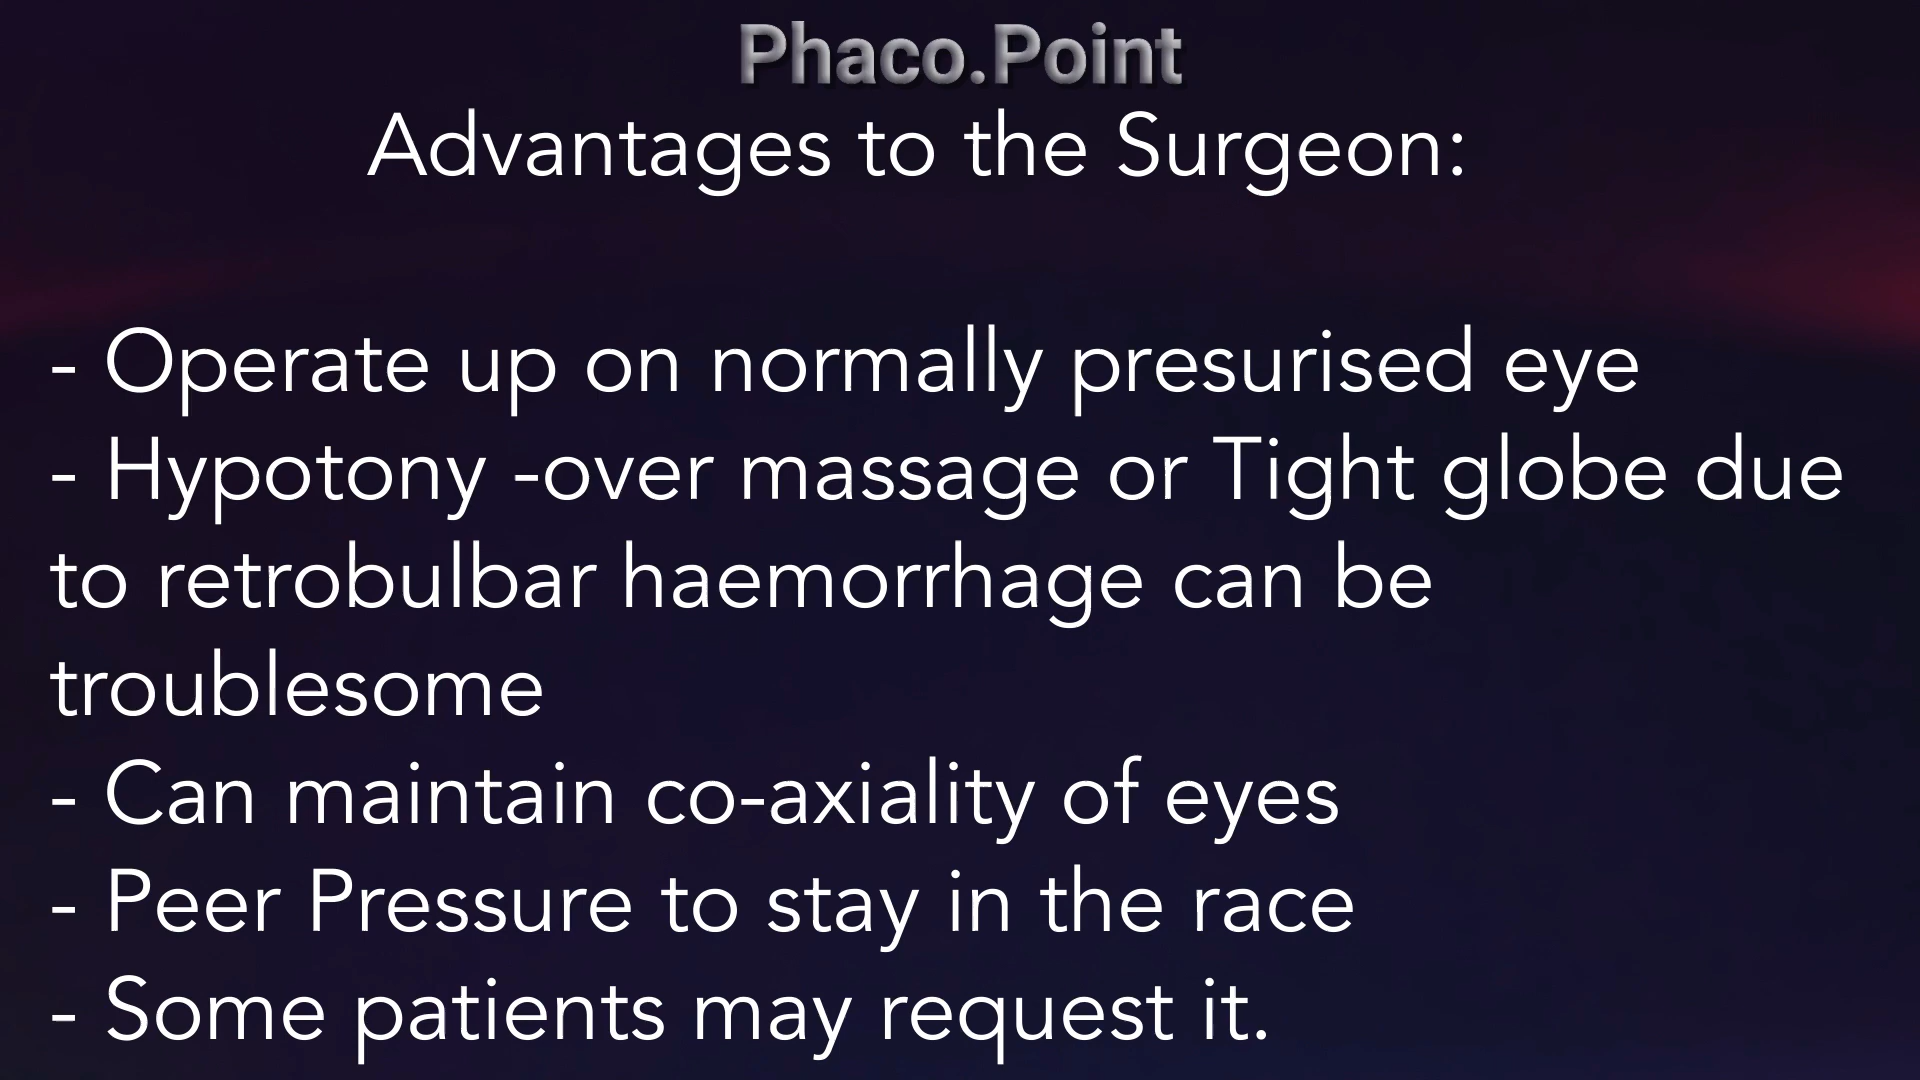 Phaco.Point
Advantages to the Surgeon:
- Operate up on normally presurised eye
- Hypotony -over massage or Tight globe due
to retrobulbar haemorrhage can be
troublesome
- Can maintain co-axiality of eyes
- Peer Pressure to stay in the race
- Some patients may request it.